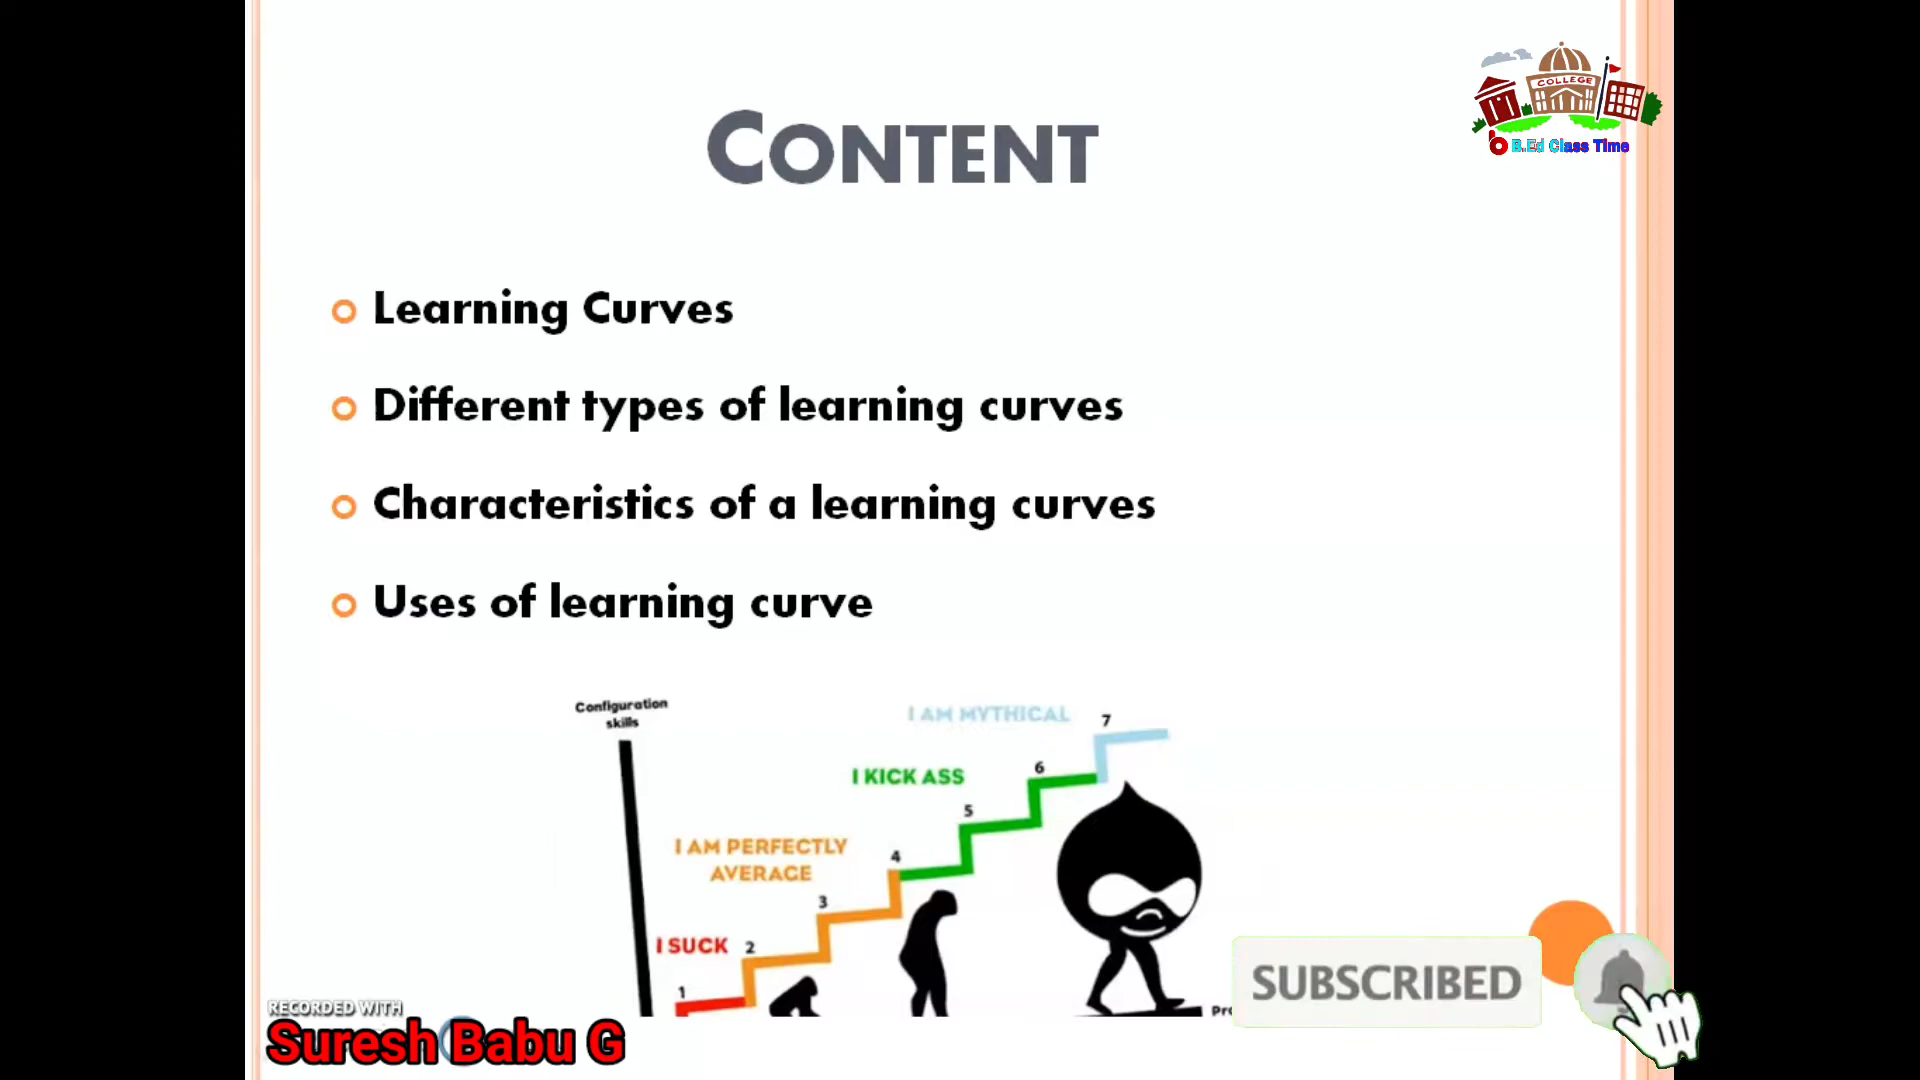 COLLEGE
B.Ed Class Time
CONTENT
Learning Curves
Different types of learning curves
Characteristics of a learning curves
Uses of learning curve
Configuration
skills
I AM MYTHICAL
7
I KICK ASS
6
5
I AM PERFECTLY
AVERAGE
4
3
I SUCK
2
1
SUBSCRIBED
RECORDED WITH
Suresh Babu G